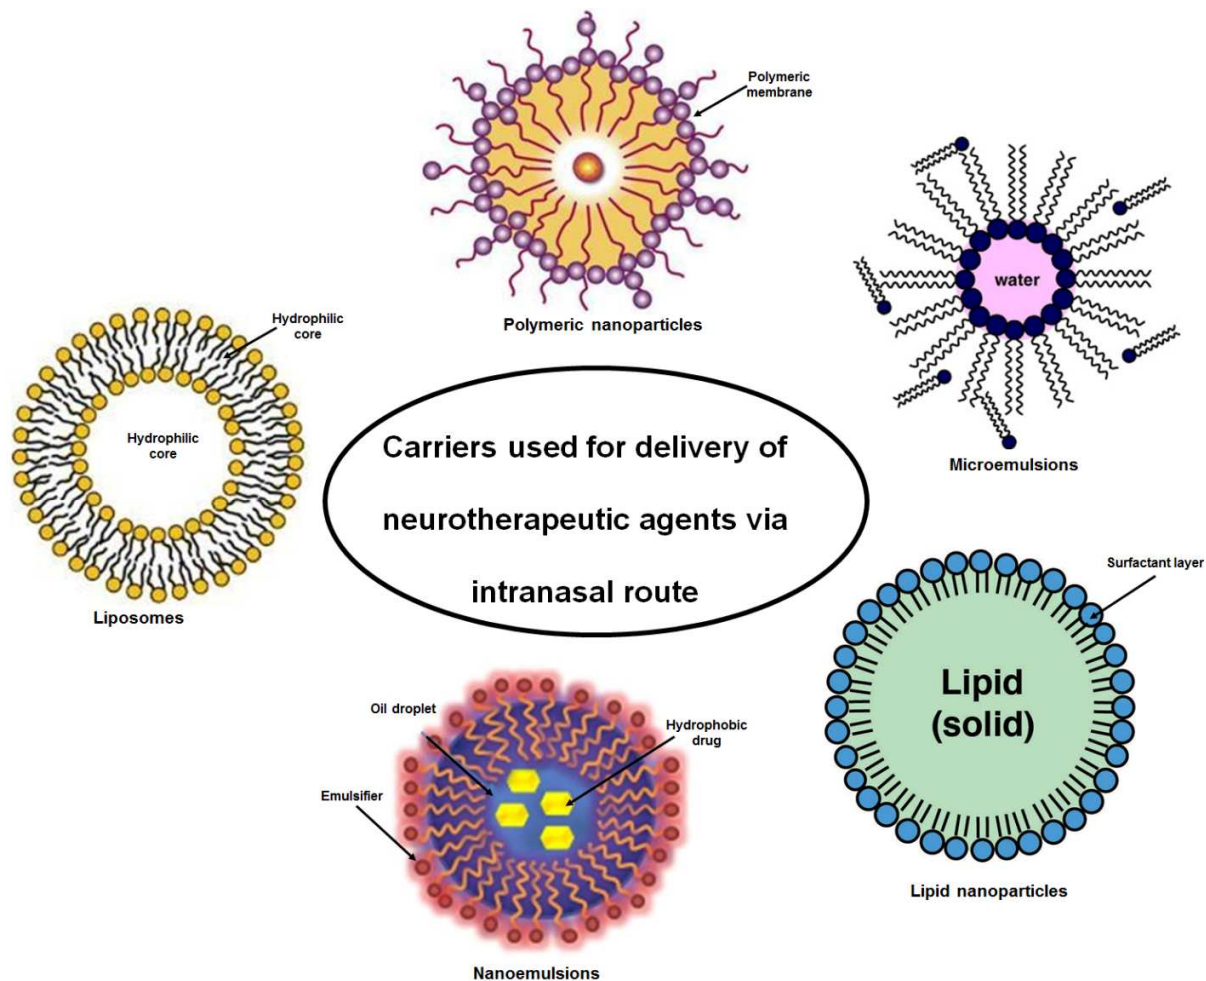 Polymeric
membrane
Polymeric nanoparticles
water
Microemulsions
Hydrophilic
core
Hydrophilic
core
Liposomes
Carriers used for delivery of
neurotherapeutic agents via
intranasal route
Surfactant layer
Lipid
(solid)
Lipid nanoparticles
Oil droplet
Hydrophobic
drug
Emulsifier
Nanoemulsions